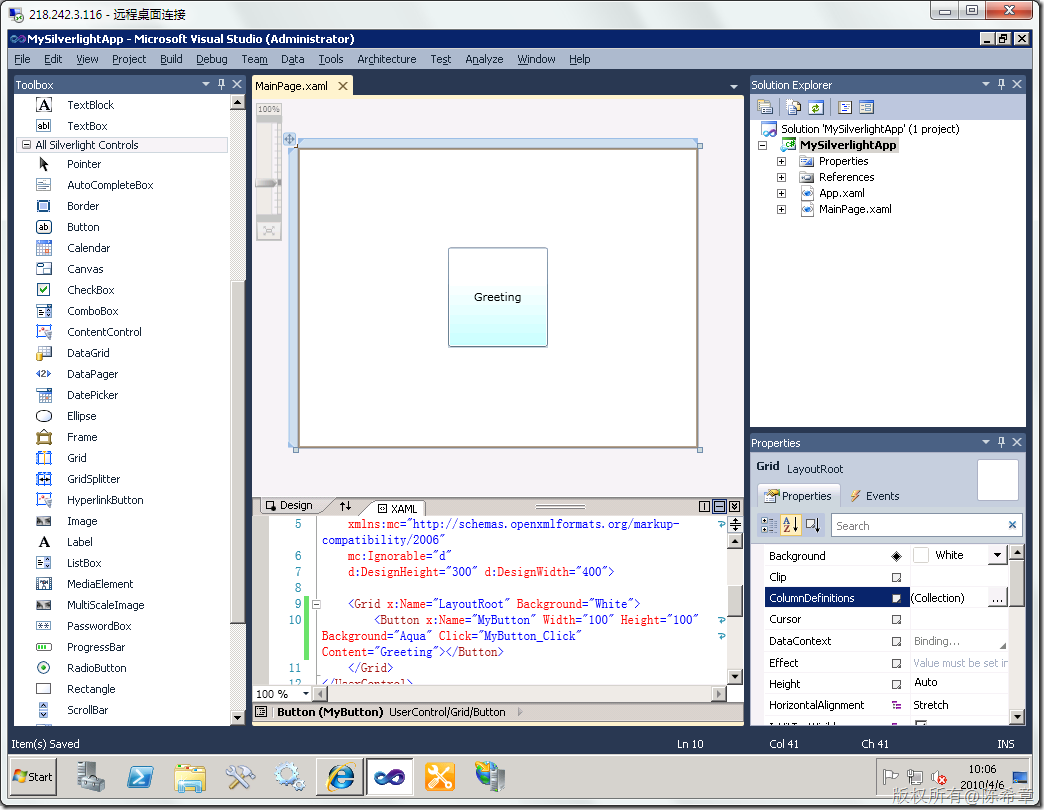 218.242.3.116 - 远程桌面连接
MySilverlightApp - Microsoft Visual Studio (Administrator)
File Edit View Project Build Debug Team Data Tools Architecture Test Analyze Window Help
Toolbox
TextBlock
TextBox
All Silverlight Controls
Pointer
AutoCompleteBox
Border
Button
Calendar
Canvas
CheckBox
ComboBox
ContentControl
DataGrid
DataPager
DatePicker
Ellipse
Frame
Grid
GridSplitter
HyperlinkButton
Image
Label
ListBox
MediaElement
MultiScaleImage
PasswordBox
ProgressBar
RadioButton
Rectangle
ScrollBar
MainPage.xaml
100%
Greeting
Design XAML
5 xmlns:mc="http://schemas.openxmlformats.org/markup-
compatibility/2006"
6 mc:Ignorable="d"
7 d:DesignHeight="300" d:DesignWidth="400">
8
9 <Grid x:Name="LayoutRoot" Background="White">
10 <Button x:Name="MyButton" Width="100" Height="100"
Background="Aqua" Click="MyButton_Click"
Content="Greeting"></Button>
11 </Grid>
12 </UserControl>
100 %
Button (MyButton) UserControl/Grid/Button
Solution Explorer
Solution 'MySilverlightApp' (1 project)
MySilverlightApp
Properties
References
App.xaml
MainPage.xaml
Properties
Grid LayoutRoot
Properties Events
Search
Background White
Clip
ColumnDefinitions (Collection) ...
Cursor
DataContext Binding...
Effect Value must be set in
Height Auto
HorizontalAlignment Stretch
Item(s) Saved Ln 10 Col 41 Ch 41 INS
Start
10:06
2010/4/6
版权所有@陈希章